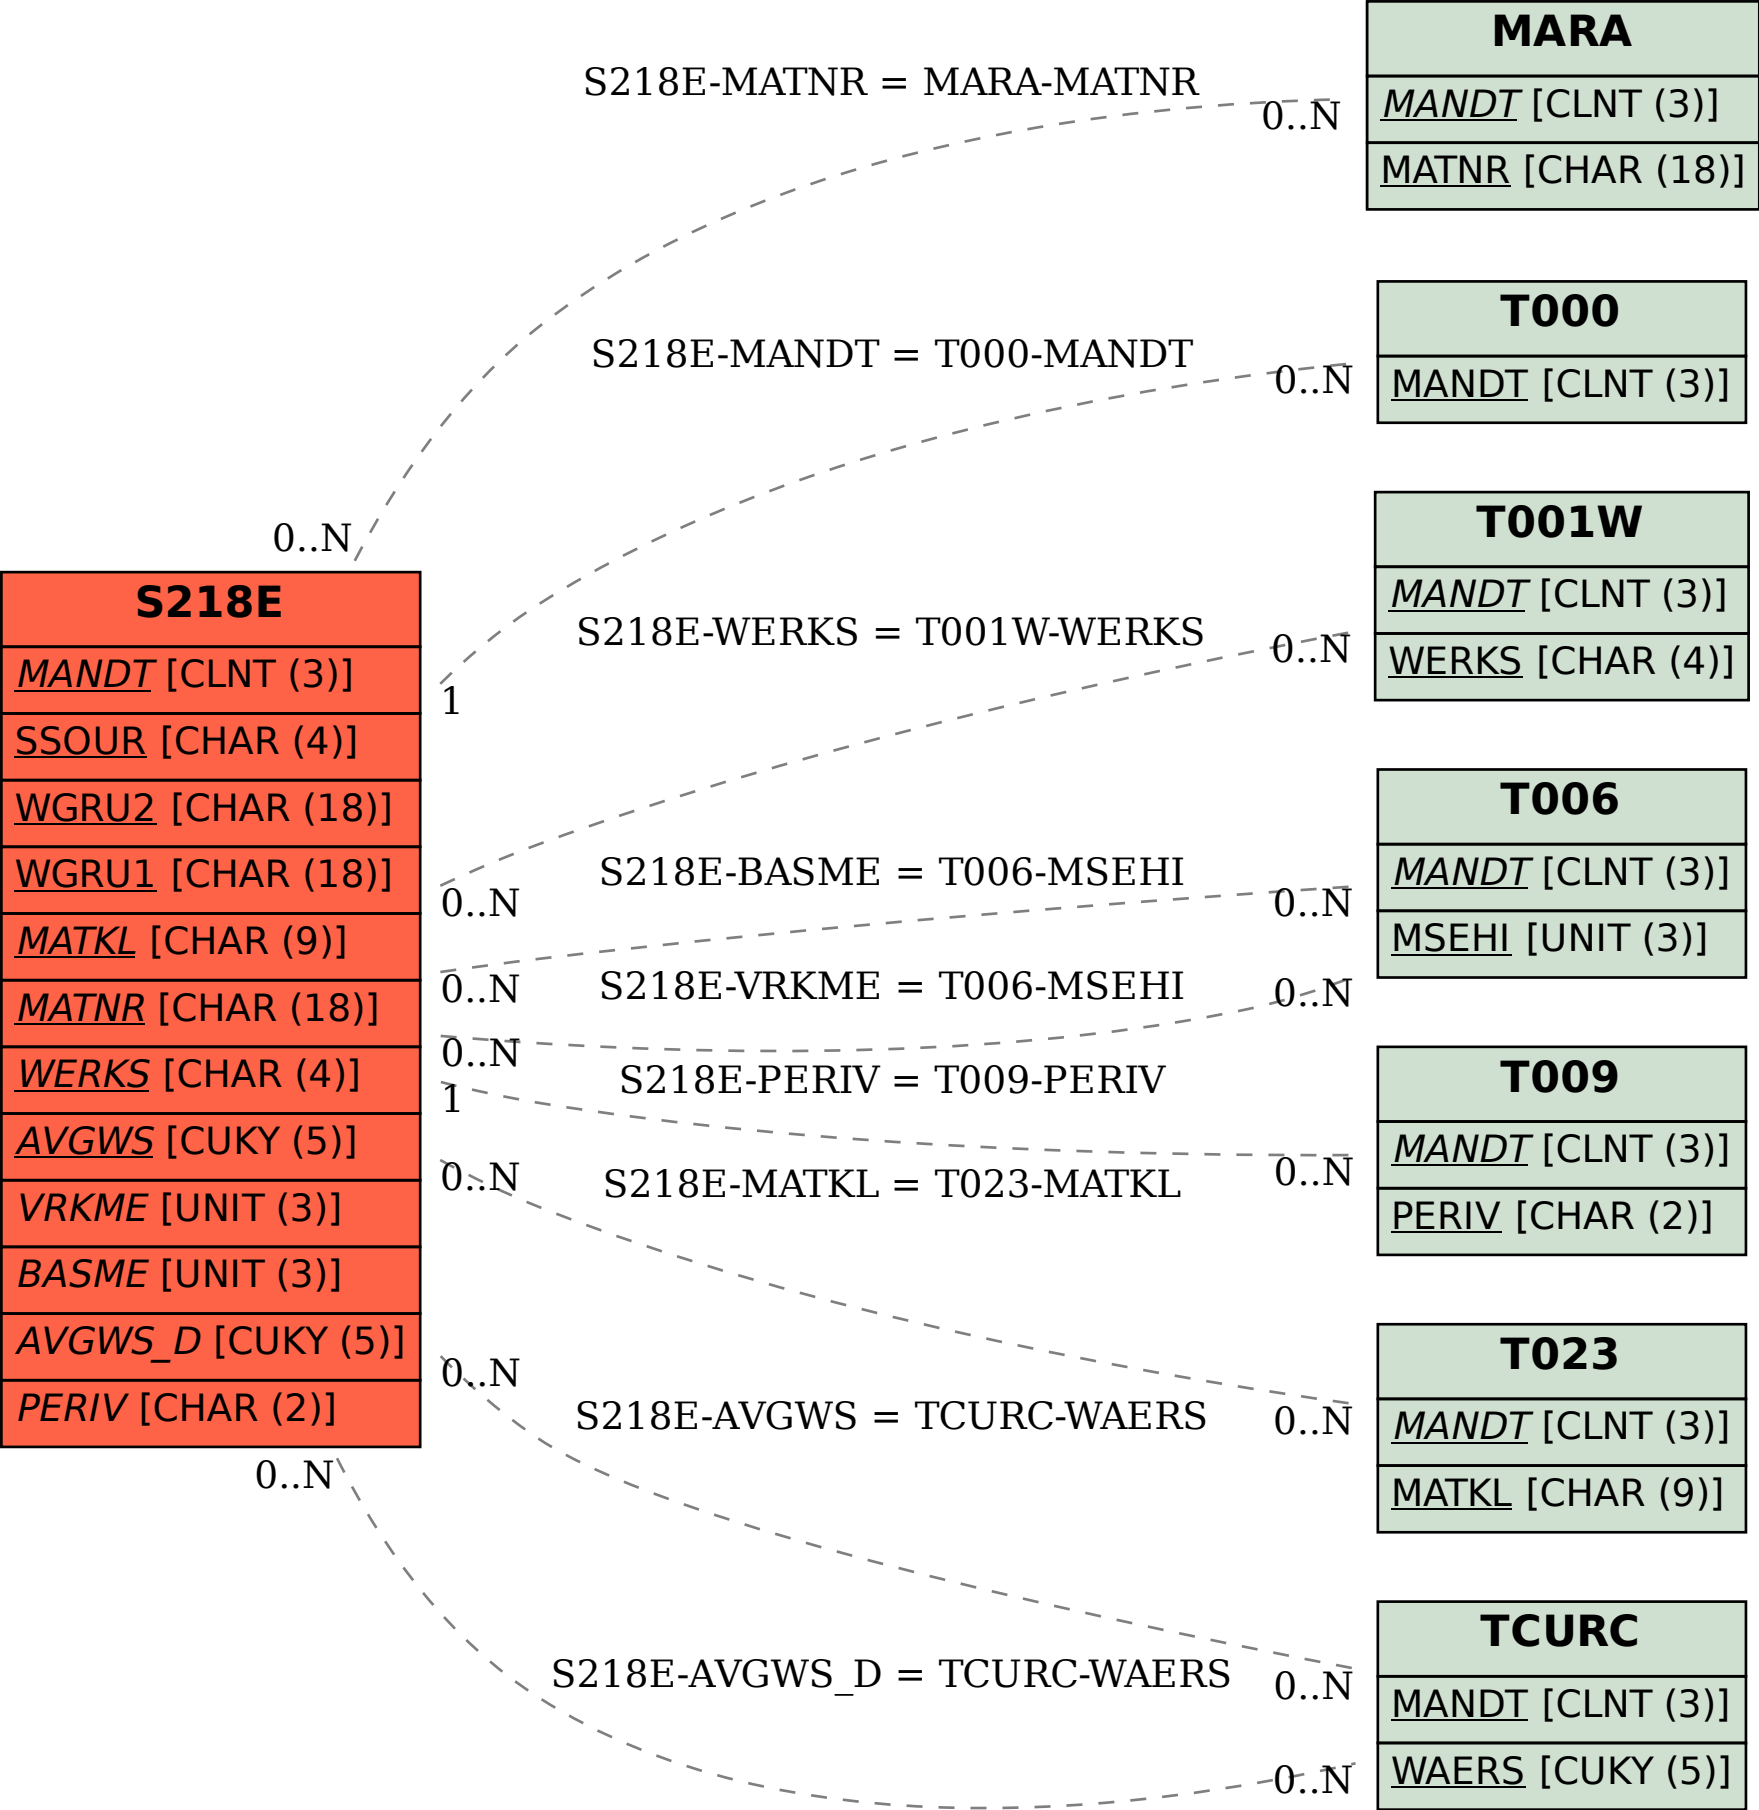 MARA
MANDT [CLNT (3)]
MATNR [CHAR (18)]
S218E-MATNR = MARA-MATNR
0..N
0..N
T000
MANDT [CLNT (3)]
S218E-MANDT = T000-MANDT
0..N
1
T001W
MANDT [CLNT (3)]
WERKS [CHAR (4)]
S218E-WERKS = T001W-WERKS
0..N
0..N
S218E
MANDT [CLNT (3)]
SSOUR [CHAR (4)]
WGRU2 [CHAR (18)]
WGRU1 [CHAR (18)]
MATKL [CHAR (9)]
MATNR [CHAR (18)]
WERKS [CHAR (4)]
AVGWS [CUKY (5)]
VRKME [UNIT (3)]
BASME [UNIT (3)]
AVGWS_D [CUKY (5)]
PERIV [CHAR (2)]
T006
MANDT [CLNT (3)]
MSEHI [UNIT (3)]
S218E-BASME = T006-MSEHI
0..N
0..N
S218E-VRKME = T006-MSEHI
0..N
0..N
T009
MANDT [CLNT (3)]
PERIV [CHAR (2)]
S218E-PERIV = T009-PERIV
1
0..N
T023
MANDT [CLNT (3)]
MATKL [CHAR (9)]
S218E-MATKL = T023-MATKL
0..N
0..N
TCURC
MANDT [CLNT (3)]
WAERS [CUKY (5)]
S218E-AVGWS = TCURC-WAERS
0..N
0..N
S218E-AVGWS_D = TCURC-WAERS
0..N
0..N